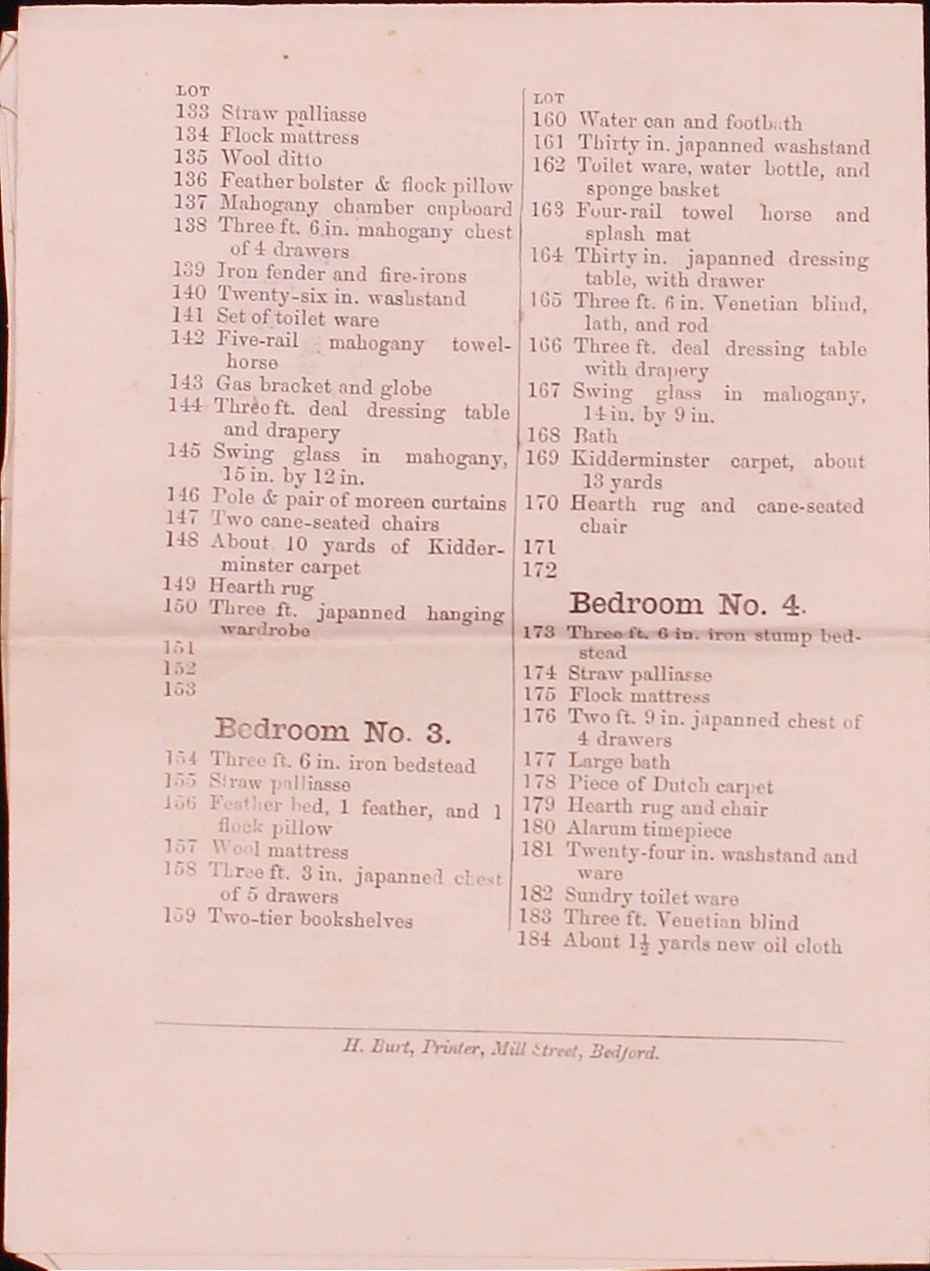 LOT
133 Straw palliasse
134 Flock mattress
135 Wool ditto
136 Feather bolster & flock pillow
137 Mahogany chamber cupboard
138 Three ft. 6 in. mahogany chest
of 4 drawers
139 Iron fender and fire-irons
140 Twenty-six in. washstand
141 Set of toilet ware
142 Five-rail mahogany towel-
horse
143 Gas bracket and globe
144 Three ft. deal dressing table
and drapery
145 Swing glass in mahogany,
15 in. by 12 in.
146 Pole & pair of moreen curtains
147 Two cane-seated chairs
148 About 10 yards of Kidder-
minster carpet
149 Hearth rug
150 Three ft. japanned hanging
wardrobe
151
152
153
Bedroom No. 3.
154 Three ft. 6 in. iron bedstead
155 Straw palliasse
156 Feather bed, 1 feather, and 1
flock pillow
157 Wool mattress
158 Three ft. 3 in. japanned chest
of 5 drawers
159 Two-tier bookshelves
LOT
160 Water can and footbath
161 Thirty in. japanned washstand
162 Toilet ware, water bottle, and
sponge basket
163 Four-rail towel horse and
splash mat
164 Thirty in. japanned dressing
table, with drawer
165 Three ft. 6 in. Venetian blind,
lath, and rod
166 Three ft. deal dressing table
with drapery
167 Swing glass in mahogany,
14 in. by 9 in.
168 Bath
169 Kidderminster carpet, about
13 yards
170 Hearth rug and cane-seated
chair
171
172
Bedroom No. 4.
173 Three ft. 6 in. iron stump bed-
stead
174 Straw palliasse
175 Flock mattress
176 Two ft. 9 in. japanned chest of
4 drawers
177 Large bath
178 Piece of Dutch carpet
179 Hearth rug and chair
180 Alarum timepiece
181 Twenty-four in. washstand and
ware
182 Sundry toilet ware
183 Three ft. Venetian blind
184 About 1½ yards new oil cloth
H. Burt, Printer, Mill Street, Bedford.